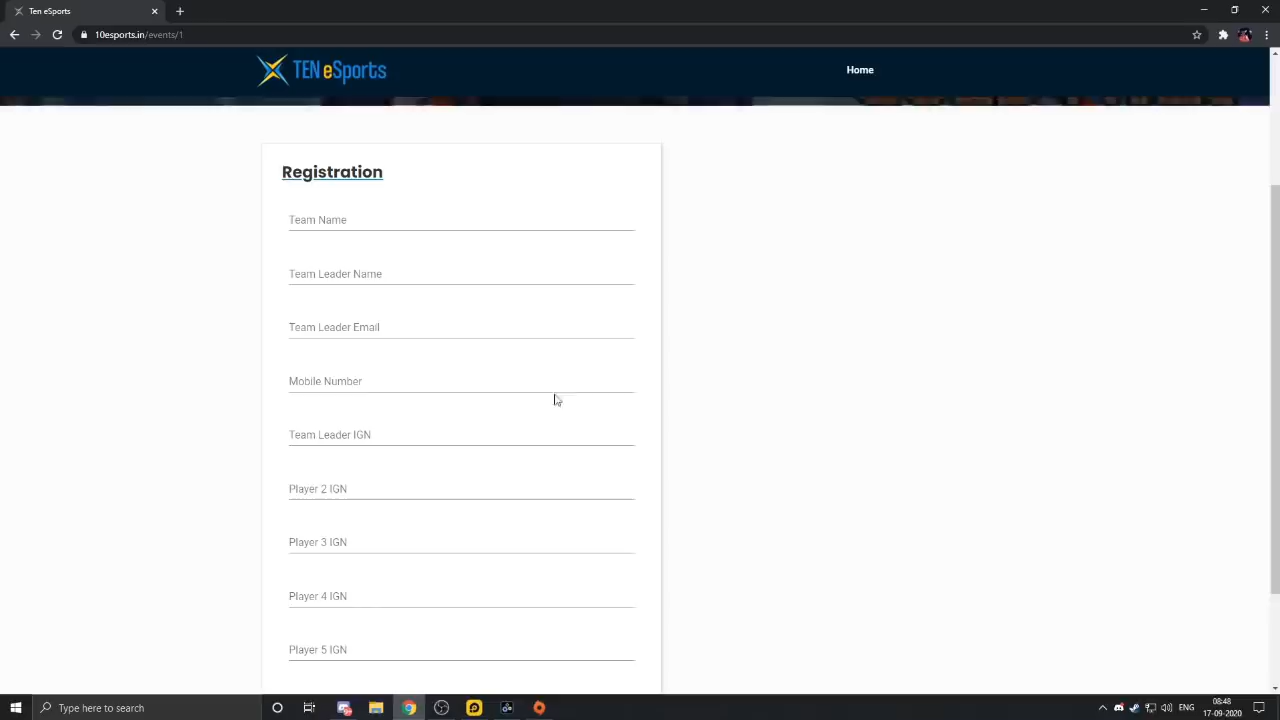 Ten eSports
10esports.in/events/1
TEN eSports
Home
Registration
Team Name
Team Leader Name
Team Leader Email
Mobile Number
Team Leader IGN
Player 2 IGN
Player 3 IGN
Player 4 IGN
Player 5 IGN
Type here to search
ENG
08:48
17-09-2020